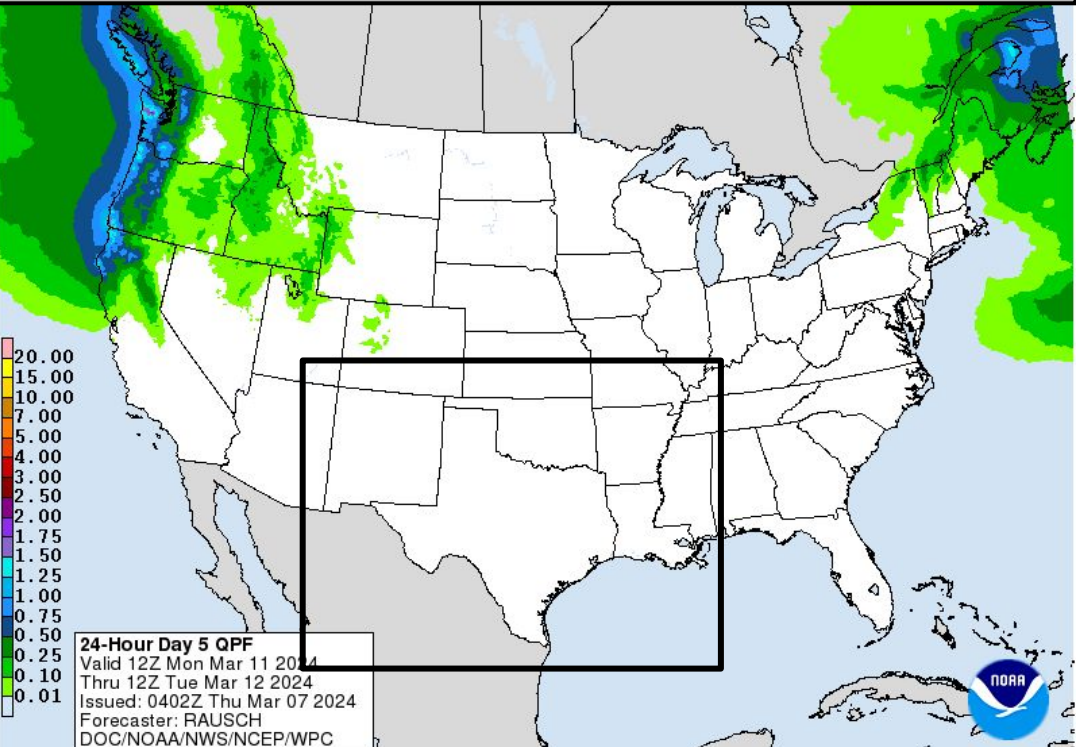 20.00
15.00
10.00
7.00
5.00
4.00
3.00
2.50
2.00
1.75
1.50
1.25
1.00
0.75
0.50
0.25
0.10
0.01
24-Hour Day 5 QPF
Valid 12Z Mon Mar 11 2024
Thru 12Z Tue Mar 12 2024
Issued: 0402Z Thu Mar 07 2024
Forecaster: RAUSCH
DOC/NOAA/NWS/NCEP/WPC
NOAA